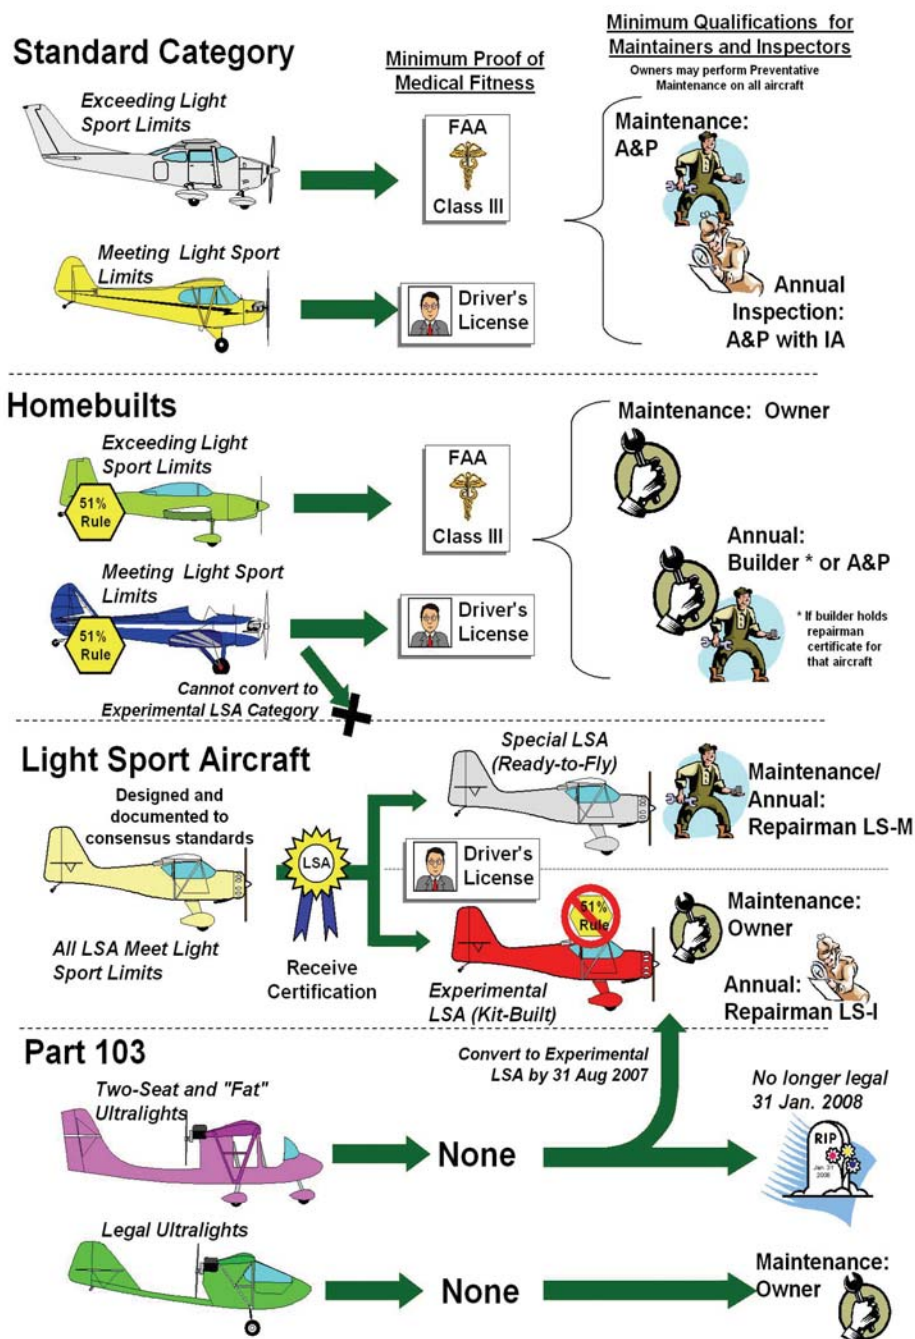 Minimum Qualifications for
Maintainers and Inspectors
Owners may perform Preventative
Maintenance on all aircraft
Standard Category
Minimum Proof of
Medical Fitness
Exceeding Light
Sport Limits
FAA
Class III
Maintenance:
A&P
Meeting Light Sport
Limits
Driver's
License
Annual
Inspection:
A&P with IA
Homebuilts
Exceeding Light
Sport Limits
51%
Rule
FAA
Class III
Maintenance: Owner
Meeting Light Sport
Limits
51%
Rule
Driver's
License
Annual:
Builder * or A&P
* If builder holds
repairman
certificate for
that aircraft
Cannot convert to
Experimental LSA Category
Light Sport Aircraft
Designed and
documented to
consensus standards
All LSA Meet Light
Sport Limits
LSA
Receive
Certification
Special LSA
(Ready-to-Fly)
Maintenance/
Annual:
Repairman LS-M
Driver's
License
51%
Rule
Experimental
LSA (Kit-Built)
Maintenance:
Owner
Annual:
Repairman LS-I
Part 103
Convert to Experimental
LSA by 31 Aug 2007
Two-Seat and "Fat"
Ultralights
None
No longer legal
31 Jan. 2008
RIP
Jan. 31
2008
Legal Ultralights
None
Maintenance:
Owner